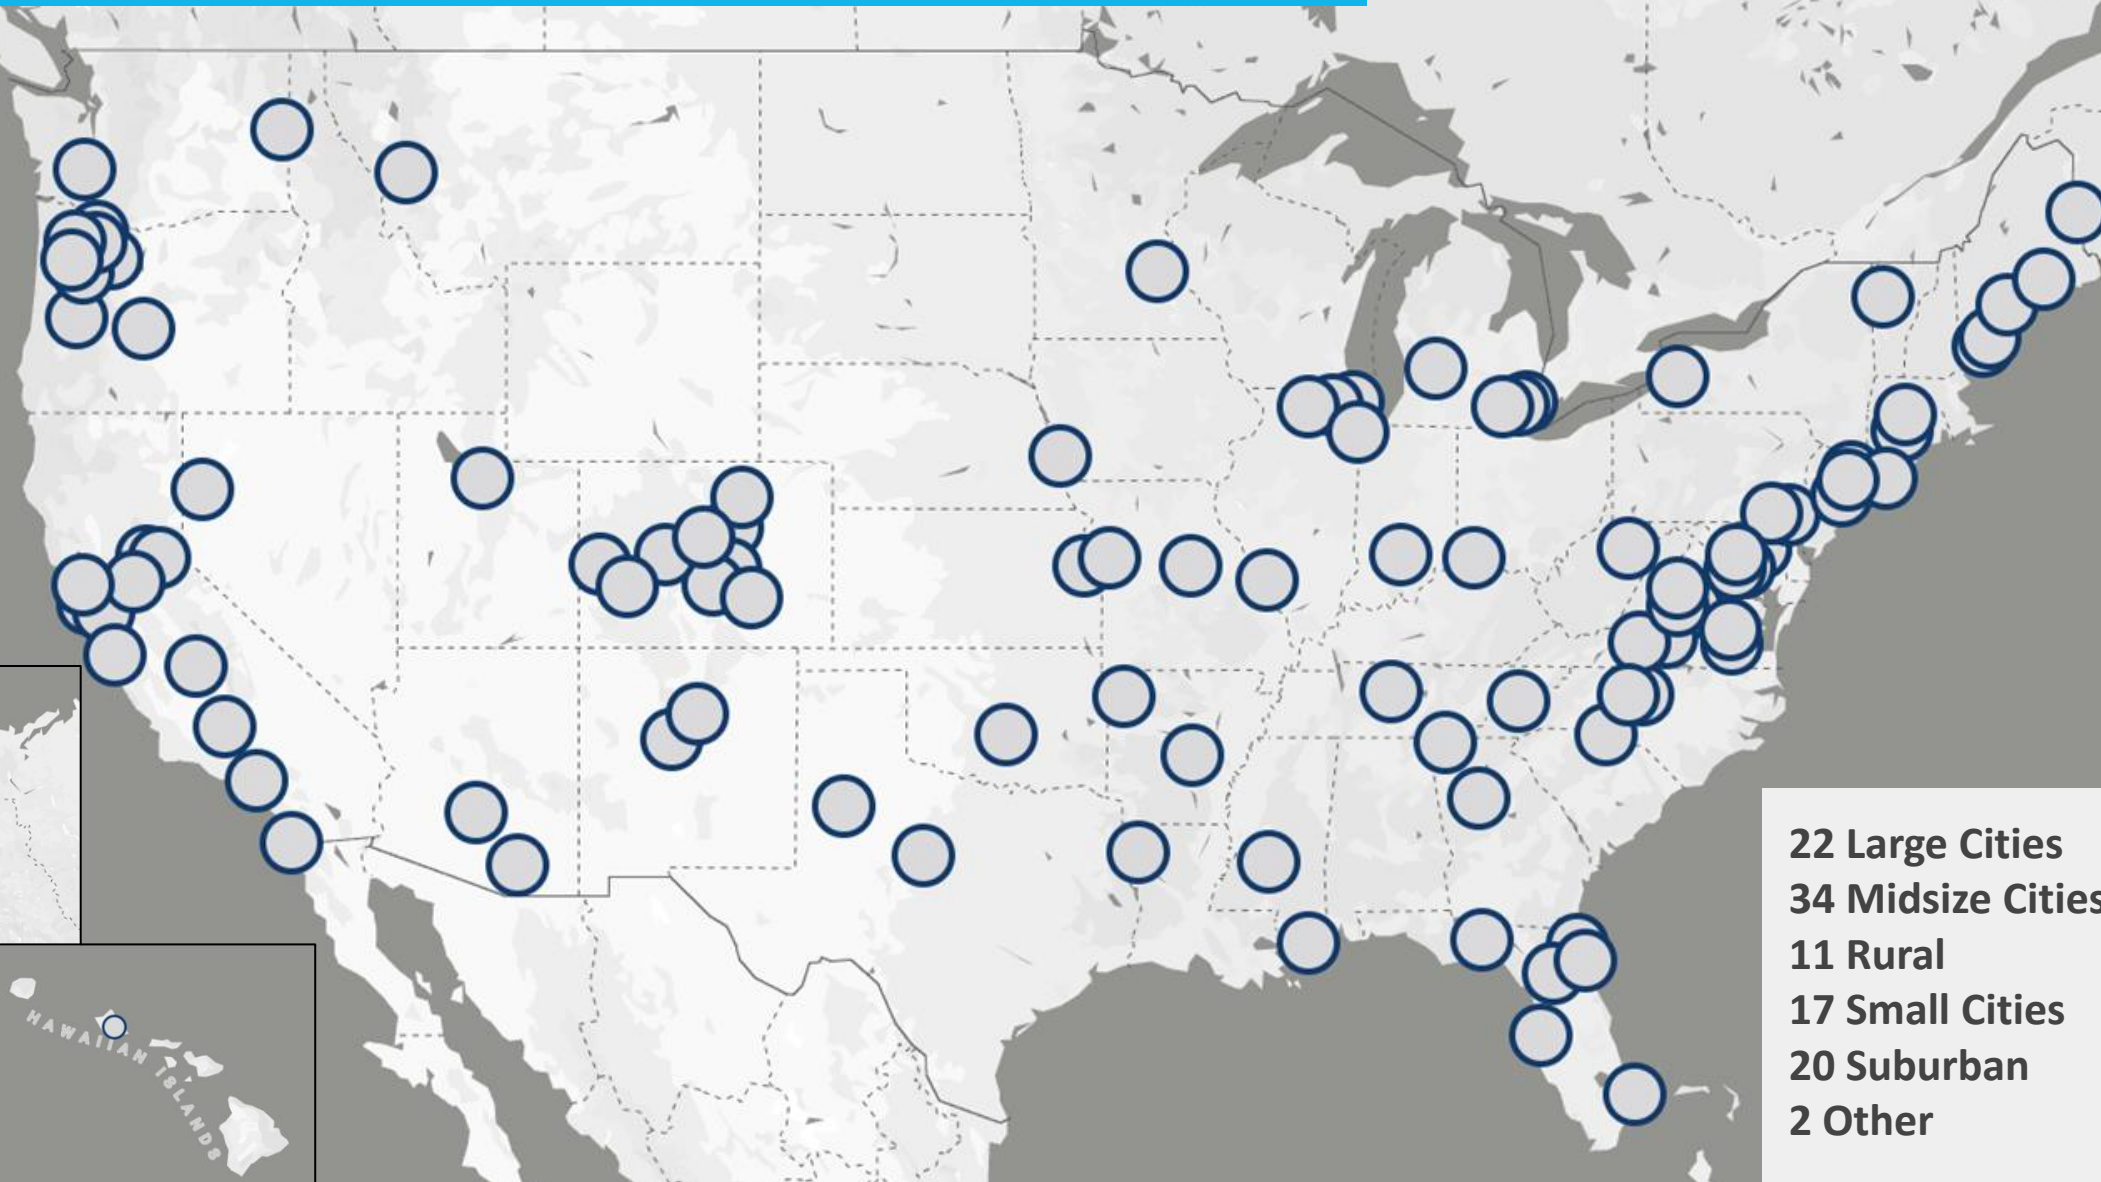 22 Large Cities
34 Midsize Cities
11 Rural
17 Small Cities
20 Suburban
2 Other
HAWAIIAN ISLANDS